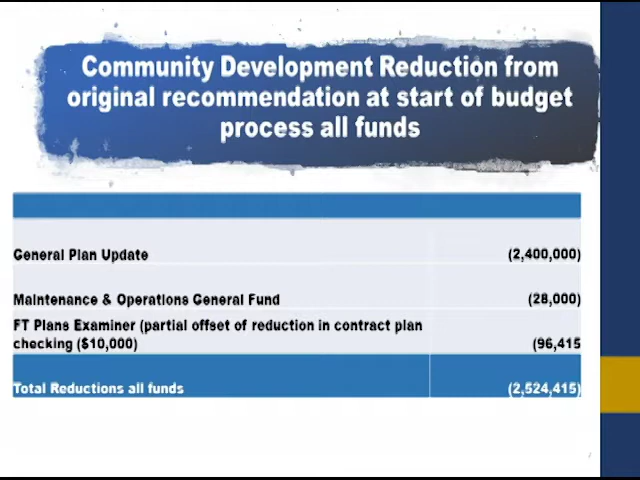 Community Development Reduction from
original recommendation at start of budget
process all funds
General Plan Update (2,400,000)
Maintenance & Operations General Fund (28,000)
FT Plans Examiner (partial offset of reduction in contract plan
checking ($10,000) (96,415
Total Reductions all funds (2,524,415)